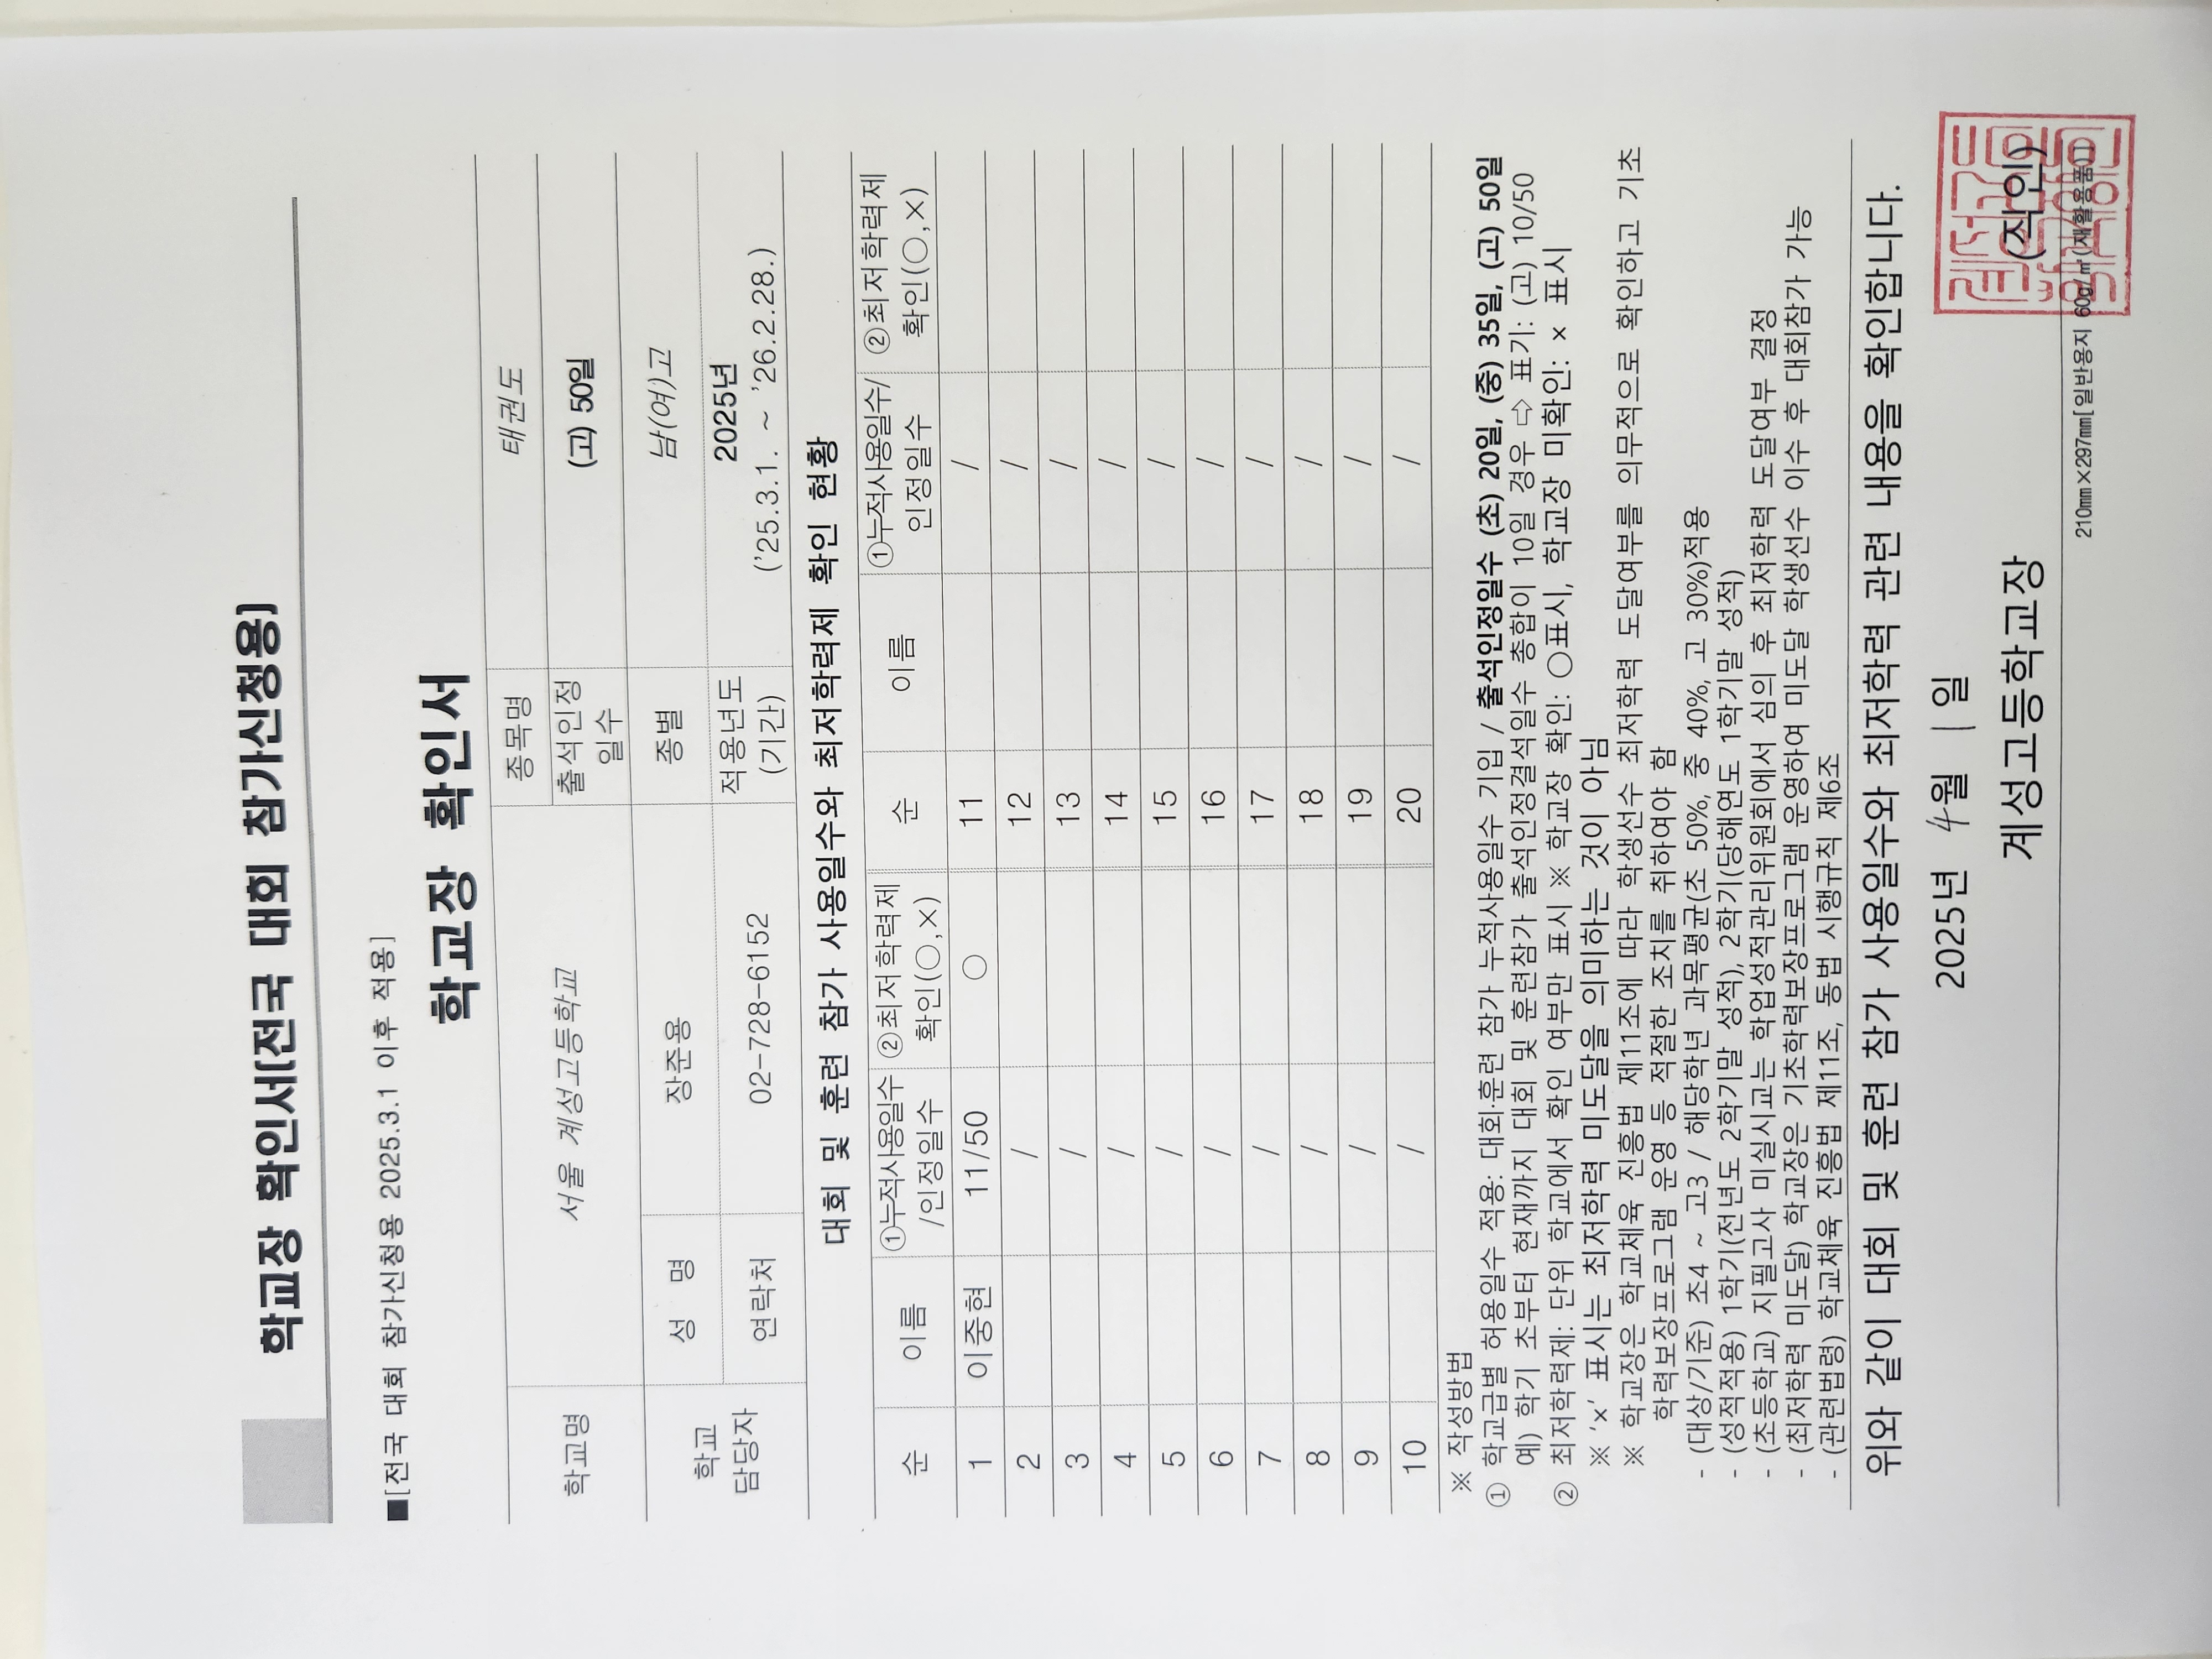 학교장 확인서[전국 대회 참가신청용]
■[전국 대회 참가신청용 2025.3.1 이후 적용]
학교장 확인서
학교명 서울 계성고등학교 종목명 태권도
출석인정 일수 (고) 50일
학교 담당자 성 명 장준용 종별 남(여)고
연락처 02-728-6152 적용년도 (기간) 2025년 ('25.3.1. ~ '26.2.28.)
대회 및 훈련 참가 사용일수와 최저학력제 확인 현황
순 이름 ①누적사용일수 /인정일수 ②최저학력제 확인(○,×) 순 이름 ①누적사용일수/ 인정일수 ②최저학력제 확인(○,×)
1 이중현 11/50 ○ 11 /
2 / 12 /
3 / 13 /
4 / 14 /
5 / 15 /
6 / 16 /
7 / 17 /
8 / 18 /
9 / 19 /
10 / 20 /
※ 작성방법
① 학교급별 허용일수 적용: 대회·훈련 참가 누적사용일수 기입 / 출석인정일수 (초) 20일, (중) 35일, (고) 50일
예) 학기 초부터 현재까지 대회 및 훈련참가 출석인정결석일수 총합이 10일 경우 ⇨ 표기: (고) 10/50
② 최저학력제: 단위 학교에서 확인 여부만 표시 ※ 학교장 확인: ○표시, 학교장 미확인: × 표시
※ '×' 표시는 최저학력 미도달을 의미하는 것이 아님
※ 학교장은 학교체육 진흥법 제11조에 따라 학생선수 최저학력 도달여부를 의무적으로 확인하고 기초
학력보장프로그램 운영 등 적절한 조치를 취하여야 함
- (대상/기준) 초4 ~ 고3 / 해당학년 과목평균(초 50%, 중 40%, 고 30%)적용
- (성적적용) 1학기(전년도 2학기말 성적), 2학기(당해연도 1학기말 성적)
- (초등학교) 지필고사 미실시교는 학업성적관리위원회에서 심의 후 최저학력 도달여부 결정
- (최저학력 미도달) 학교장은 기초학력보장프로그램 운영하여 미도달 학생선수 이수 후 대회참가 가능
- (관련법령) 학교체육 진흥법 제11조, 동법 시행규칙 제6조
위와 같이 대회 및 훈련 참가 사용일수와 최저학력 관련 내용을 확인합니다.
2025년 4월 1일
계성고등학교장 (직인)
210㎜×297㎜[일반용지 60g/㎡(재활용품)]